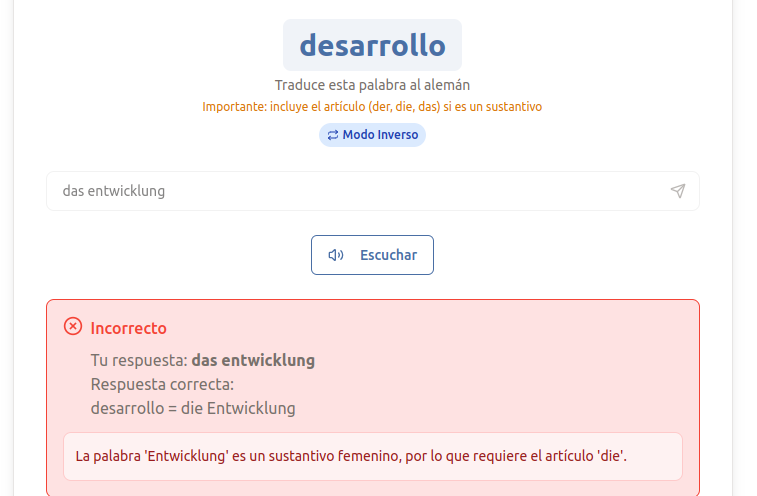 desarrollo
Traduce esta palabra al alemán
Importante: incluye el artículo (der, die, das) si es un sustantivo
Modo Inverso
das entwicklung
Escuchar
Incorrecto
Tu respuesta: das entwicklung
Respuesta correcta:
desarrollo = die Entwicklung
La palabra 'Entwicklung' es un sustantivo femenino, por lo que requiere el artículo 'die'.